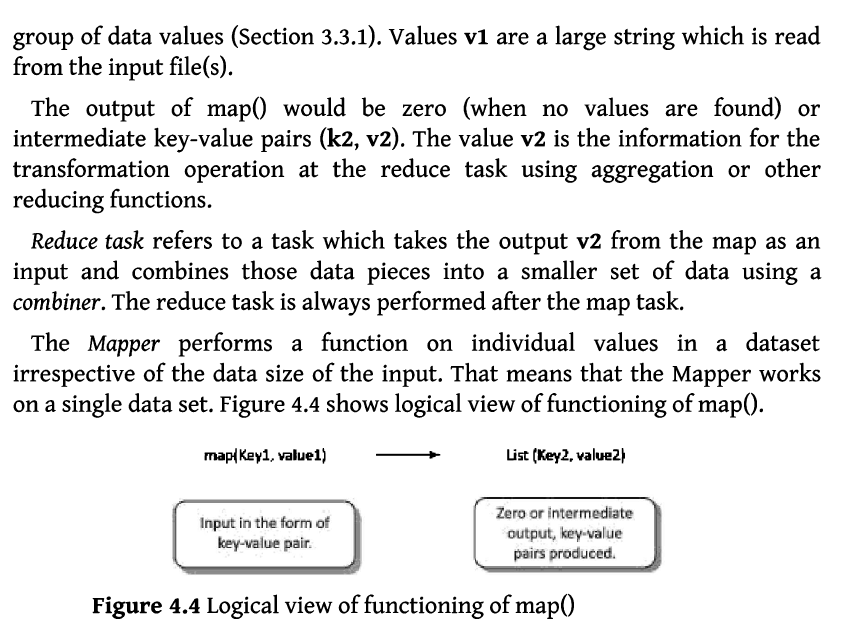 group of data values (Section 3.3.1). Values v1 are a large string which is read
from the input file(s).
The output of map() would be zero (when no values are found) or
intermediate key-value pairs (k2, v2). The value v2 is the information for the
transformation operation at the reduce task using aggregation or other
reducing functions.
Reduce task refers to a task which takes the output v2 from the map as an
input and combines those data pieces into a smaller set of data using a
combiner. The reduce task is always performed after the map task.
The Mapper performs a function on individual values in a dataset
irrespective of the data size of the input. That means that the Mapper works
on a single data set. Figure 4.4 shows logical view of functioning of map().
map(Key1, value1) List (Key2, value2)
Input in the form of
key-value pair.
Zero or intermediate
output, key-value
pairs produced.
Figure 4.4 Logical view of functioning of map()